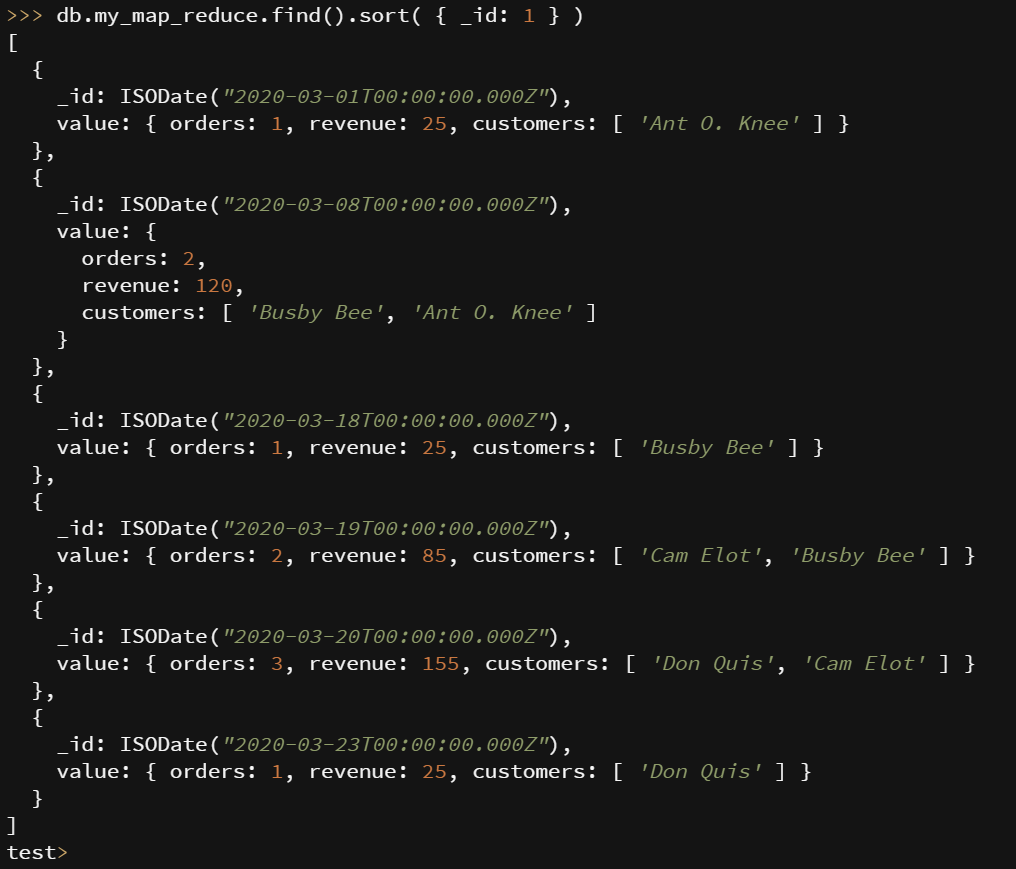 >>> db.my_map_reduce.find().sort( { _id: 1 } )
[
  {
    _id: ISODate("2020-03-01T00:00:00.000Z"),
    value: { orders: 1, revenue: 25, customers: [ 'Ant O. Knee' ] }
  },
  {
    _id: ISODate("2020-03-08T00:00:00.000Z"),
    value: {
      orders: 2,
      revenue: 120,
      customers: [ 'Busby Bee', 'Ant O. Knee' ]
    }
  },
  {
    _id: ISODate("2020-03-18T00:00:00.000Z"),
    value: { orders: 1, revenue: 25, customers: [ 'Busby Bee' ] }
  },
  {
    _id: ISODate("2020-03-19T00:00:00.000Z"),
    value: { orders: 2, revenue: 85, customers: [ 'Cam Elot', 'Busby Bee' ] }
  },
  {
    _id: ISODate("2020-03-20T00:00:00.000Z"),
    value: { orders: 3, revenue: 155, customers: [ 'Don Quis', 'Cam Elot' ] }
  },
  {
    _id: ISODate("2020-03-23T00:00:00.000Z"),
    value: { orders: 1, revenue: 25, customers: [ 'Don Quis' ] }
  }
]
test>